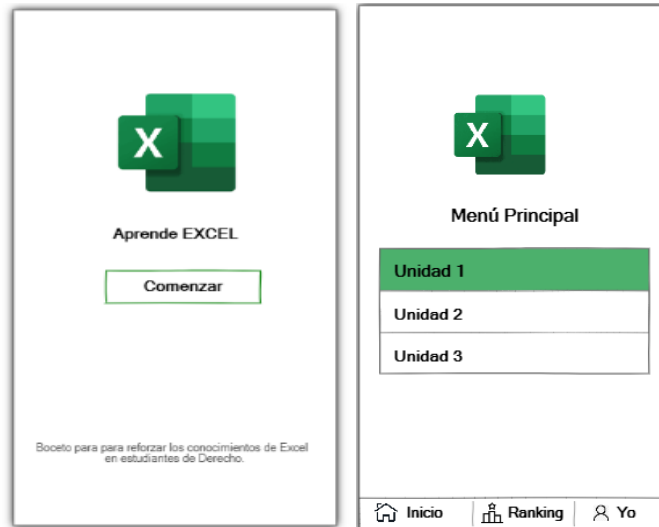 X
Aprende EXCEL
Comenzar
Boceto para para reforzar los conocimientos de Excel
en estudiantes de Derecho.
X
Menú Principal
Unidad 1
Unidad 2
Unidad 3
Inicio
Ranking
Yo